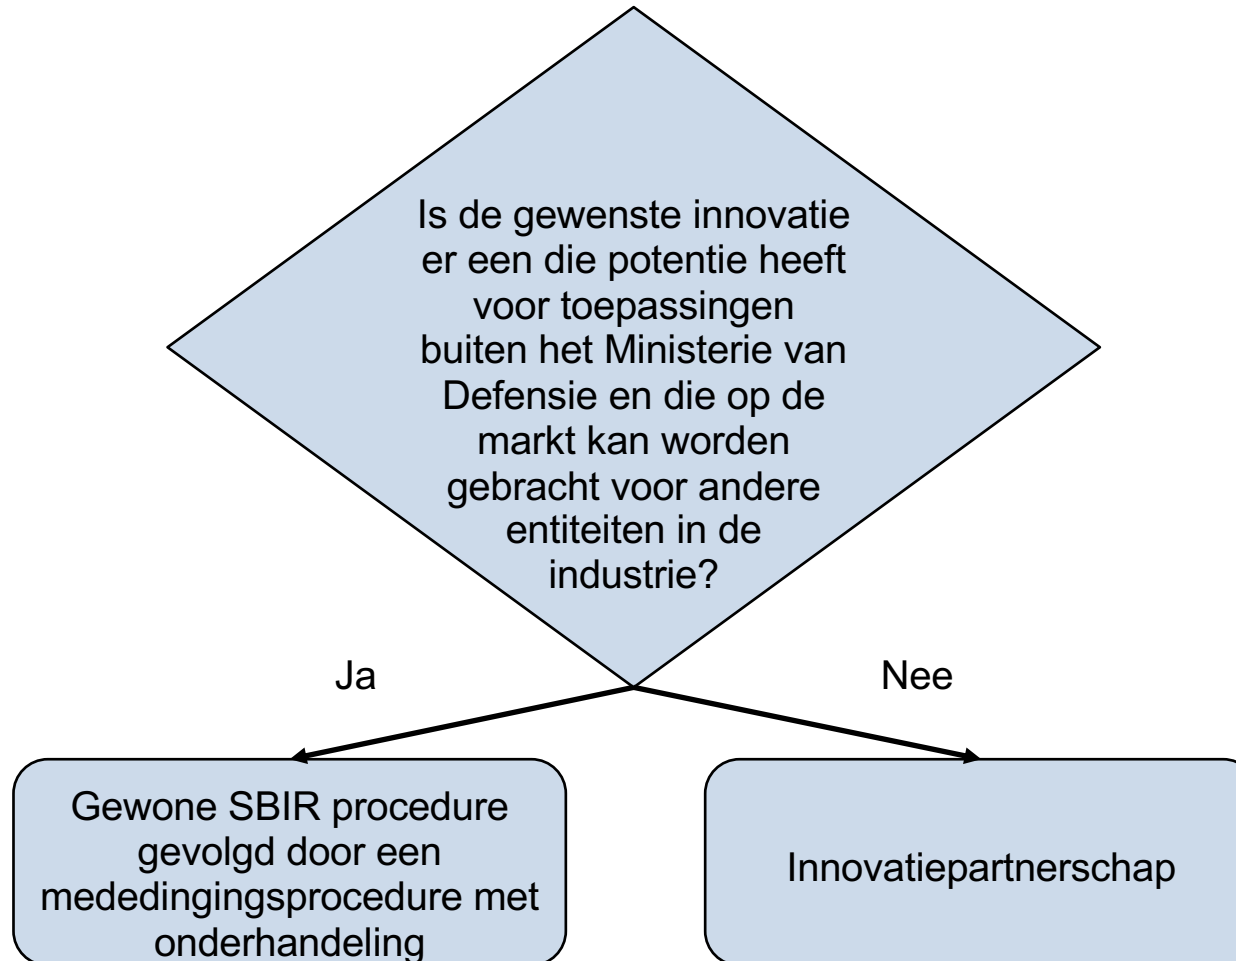 Is de gewenste innovatie
er een die potentie heeft
voor toepassingen
buiten het Ministerie van
Defensie en die op de
markt kan worden
gebracht voor andere
entiteiten in de
industrie?
Ja
Nee
Gewone SBIR procedure
gevolgd door een
mededingingsprocedure met
onderhandeling
Innovatiepartnerschap